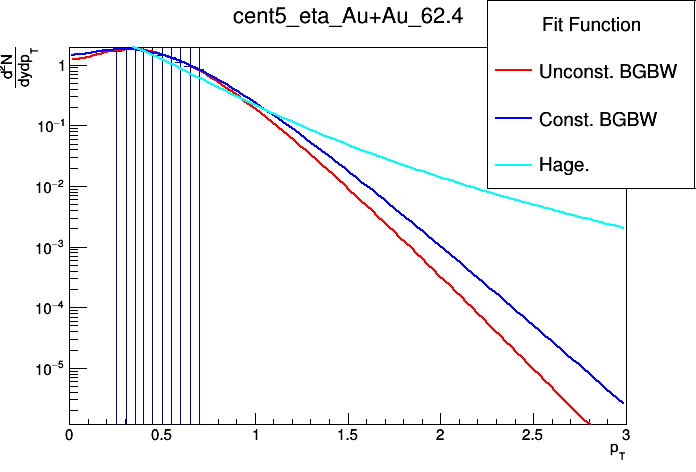 cent5_eta_Au+Au_62.4
Fit Function
Unconst. BGBW
Const. BGBW
Hage.
d²N
dydp_T
1
10⁻¹
10⁻²
10⁻³
10⁻⁴
10⁻⁵
0 0.5 1 1.5 2 2.5 3
p_T